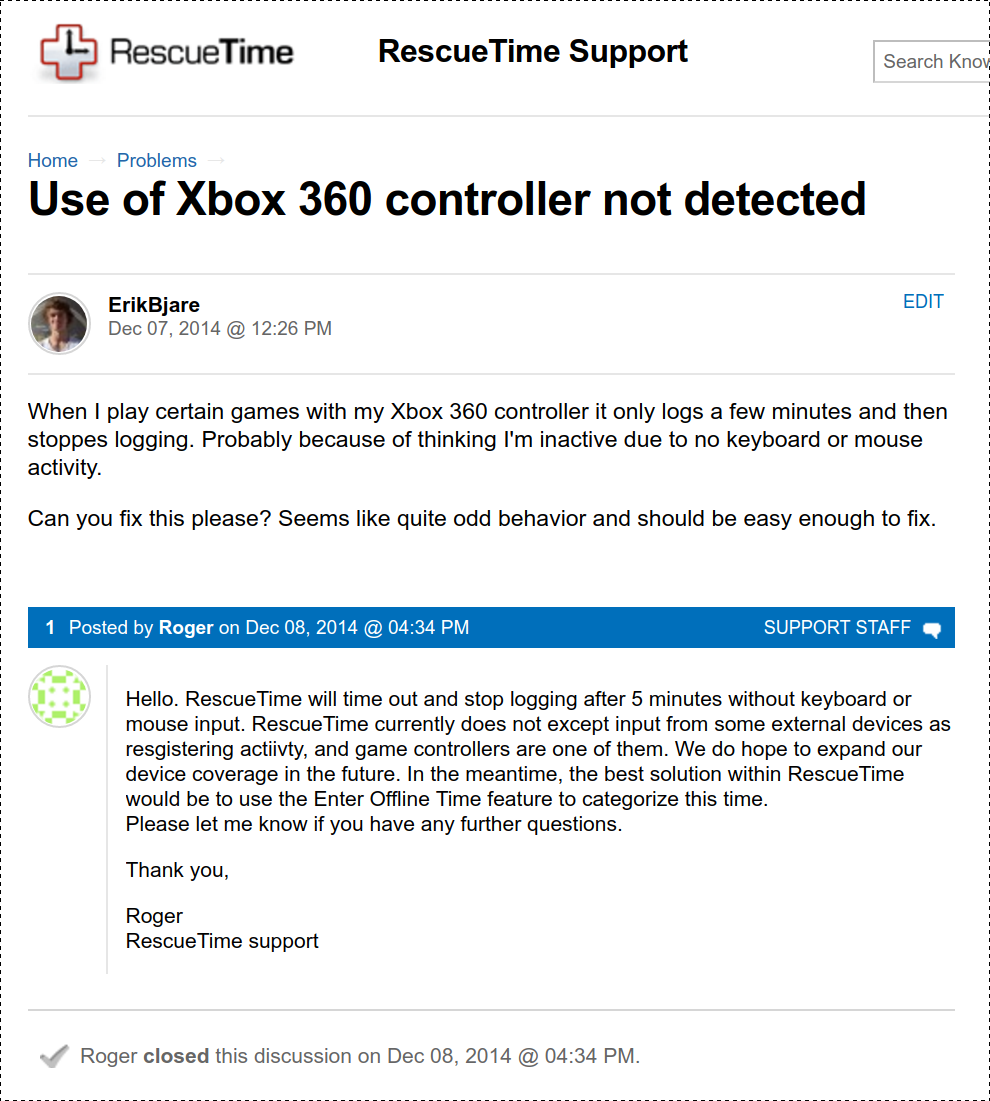 RescueTime
RescueTime Support
Search Know
Home → Problems →
Use of Xbox 360 controller not detected
ErikBjare
EDIT
Dec 07, 2014 @ 12:26 PM
When I play certain games with my Xbox 360 controller it only logs a few minutes and then
stoppes logging. Probably because of thinking I'm inactive due to no keyboard or mouse
activity.
Can you fix this please? Seems like quite odd behavior and should be easy enough to fix.
1 Posted by Roger on Dec 08, 2014 @ 04:34 PM
SUPPORT STAFF
Hello. RescueTime will time out and stop logging after 5 minutes without keyboard or
mouse input. RescueTime currently does not except input from some external devices as
resgistering actiivty, and game controllers are one of them. We do hope to expand our
device coverage in the future. In the meantime, the best solution within RescueTime
would be to use the Enter Offline Time feature to categorize this time.
Please let me know if you have any further questions.
Thank you,
Roger
RescueTime support
Roger closed this discussion on Dec 08, 2014 @ 04:34 PM.